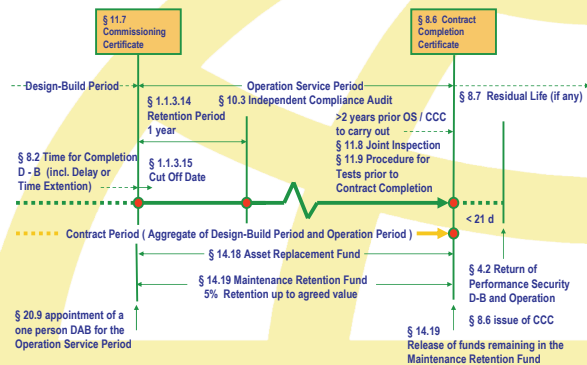 § 11.7
Commissioning
Certificate
§ 8.6 Contract
Completion
Certificate
Design-Build Period
Operation Service Period
§ 8.7 Residual Life (if any)
§ 1.1.3.14
Retention Period
1 year
§ 10.3 Independent Compliance Audit
>2 years prior OS / CCC
to carry out
§ 11.8 Joint Inspection
§ 11.9 Procedure for
Tests prior to
Contract Completion
§ 8.2 Time for Completion
D - B (incl. Delay or
Time Extention)
§ 1.1.3.15
Cut Off Date
< 21 d
Contract Period ( Aggregate of Design-Build Period and Operation Period )
§ 14.18 Asset Replacement Fund
§ 14.19 Maintenance Retention Fund
5% Retention up to agreed value
§ 4.2 Return of
Performance Security
D-B and Operation
§ 20.9 appointment of a
one person DAB for the
Operation Service Period
§ 8.6 issue of CCC
§ 14.19
Release of funds remaining in the
Maintenance Retention Fund